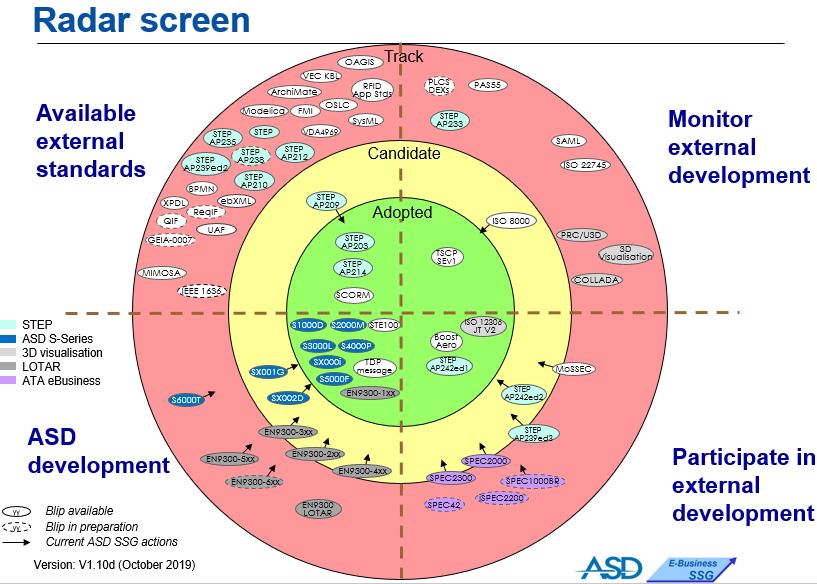 Radar screen
Track
Candidate
Adopted
Available
external
standards
Monitor
external
development
ASD
development
Participate in
external
development
OAGIS
VEC KBL
ArchiMate
RFID
App Stds
Modelica
FMI
OSLC
SysML
STEP
AP235
STEP
VDA4969
STEP
AP239ed2
STEP
AP238
STEP
AP212
STEP
AP210
BPMN
XPDL
ebXML
QIF
ReqIF
UAF
GEIA-0007
MIMOSA
IEEE 1636
PLCS
DEXs
PAS55
STEP
AP233
SAML
ISO 22745
PRC/U3D
3D
Visualisation
COLLADA
STEP
AP209
ISO 8000
STEP
AP203
STEP
AP214
SCORM
TSCP
SEv1
S1000D
S2000M
STE100
S3000L
S4000P
SX000i
TDP
message
S5000F
EN9300-1xx
ISO 12306
JT V2
Boost
Aero
STEP
AP242ed1
SX001G
SX002D
S6000T
EN9300-3xx
EN9300-5xx
EN9300-2xx
EN9300-6xx
EN9300-4xx
EN9300
LOTAR
MoSSEC
STEP
AP242ed2
STEP
AP239ed3
SPEC2000
SPEC2300
SPEC1000BR
SPEC42
iSPEC2200
STEP
ASD S-Series
3D visualisation
LOTAR
ATA eBusiness
yy Blip available
yy Blip in preparation
Current ASD SSG actions
Version: V1.10d (October 2019)
ASD
E-Business
SSG